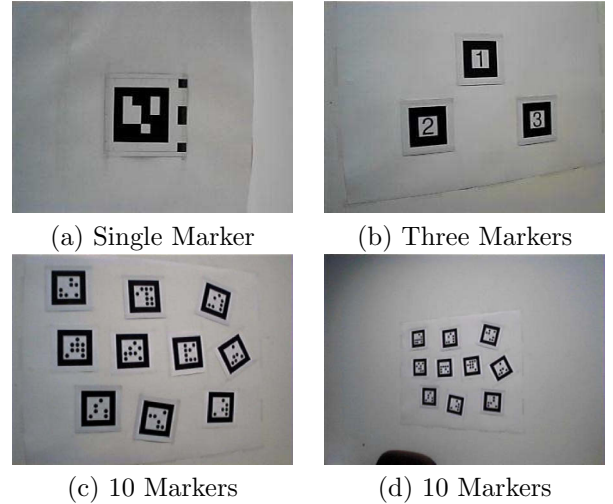 1
2
3
(a) Single Marker
(b) Three Markers
(c) 10 Markers
(d) 10 Markers